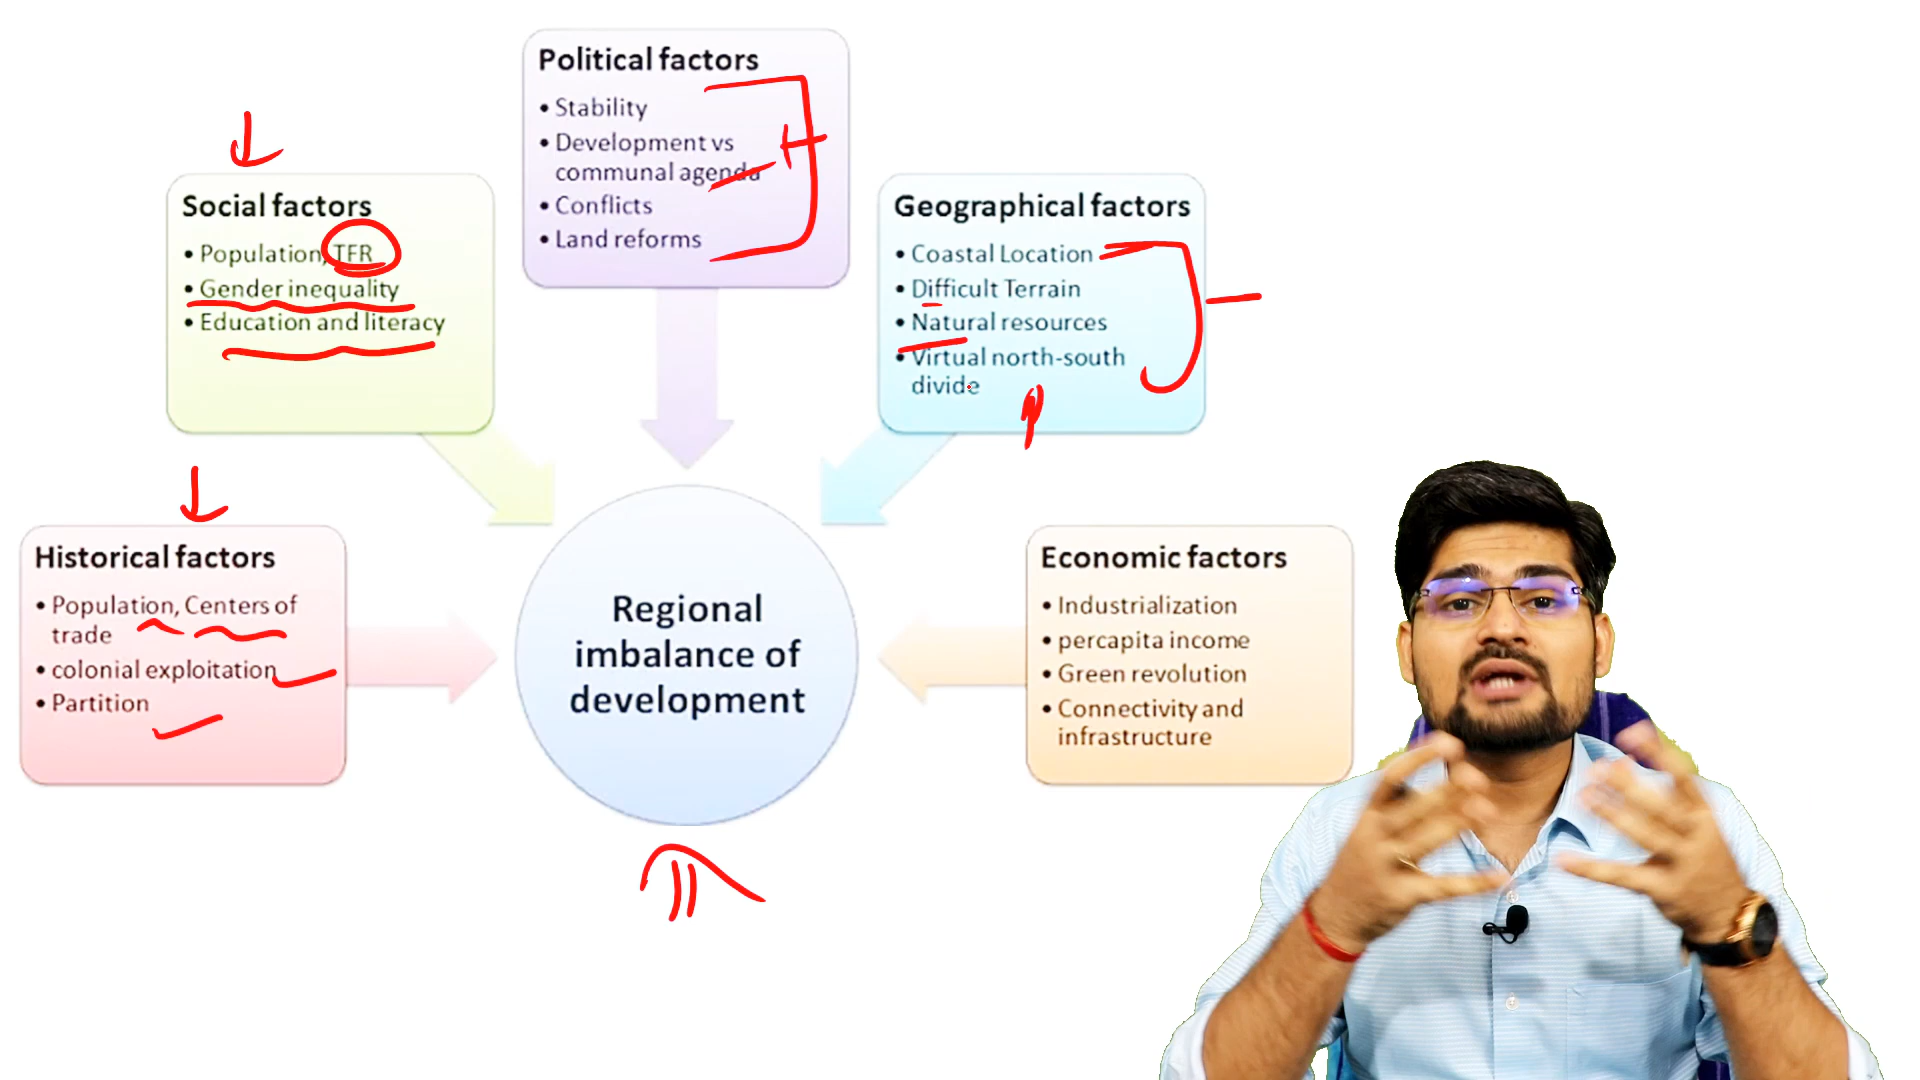 Political factors
• Stability
• Development vs
communal agenda
• Conflicts
• Land reforms
Social factors
• Population, TFR
• Gender inequality
• Education and literacy
Geographical factors
• Coastal Location
• Difficult Terrain
• Natural resources
• Virtual north-south
divide
Historical factors
• Population, Centers of
trade
• colonial exploitation
• Partition
Regional
imbalance of
development
Economic factors
• Industrialization
• percapita income
• Green revolution
• Connectivity and
infrastructure